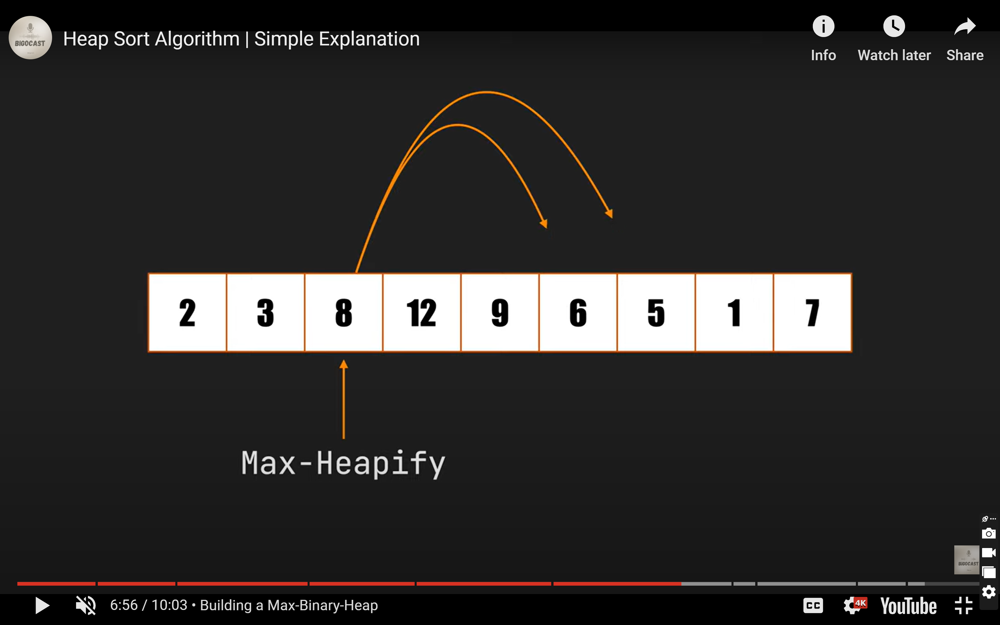 BIGOCAST
Heap Sort Algorithm | Simple Explanation
Info
Watch later
Share
2 3 8 12 9 6 5 1 7
Max-Heapify
BIGOCAST
6:56 / 10:03 • Building a Max-Binary-Heap
CC
4K
YouTube